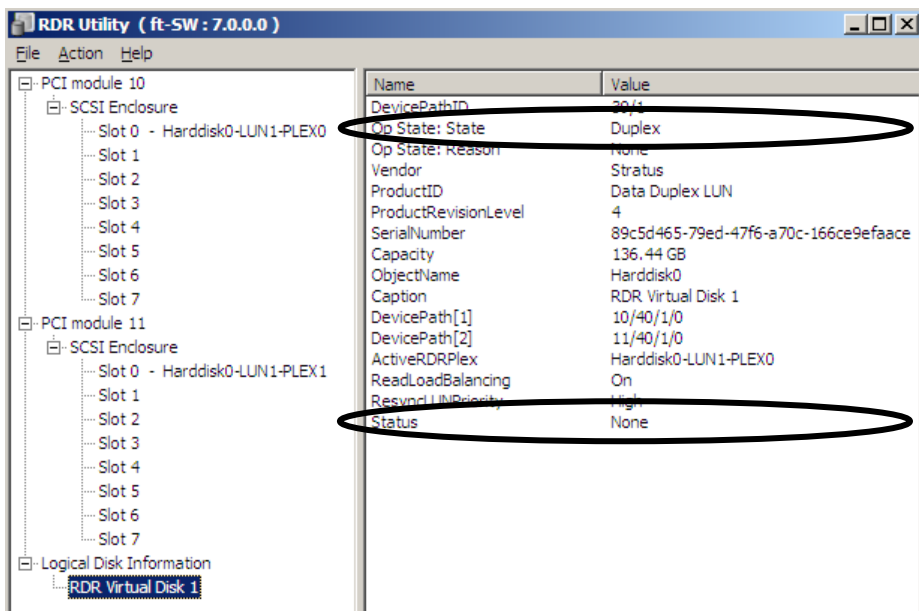 RDR Utility ( ft-SW : 7.0.0.0 )
File Action Help
PCI module 10
SCSI Enclosure
Slot 0 - Harddisk0-LUN1-PLEX0
Slot 1
Slot 2
Slot 3
Slot 4
Slot 5
Slot 6
Slot 7
PCI module 11
SCSI Enclosure
Slot 0 - Harddisk0-LUN1-PLEX1
Slot 1
Slot 2
Slot 3
Slot 4
Slot 5
Slot 6
Slot 7
Logical Disk Information
RDR Virtual Disk 1
Name Value
DevicePathID 39/1
Op State: State Duplex
Op State: Reason None
Vendor Stratus
ProductID Data Duplex LUN
ProductRevisionLevel 4
SerialNumber 89c5d465-79ed-47f6-a70c-166ce9efaace
Capacity 136.44 GB
ObjectName Harddisk0
Caption RDR Virtual Disk 1
DevicePath[1] 10/40/1/0
DevicePath[2] 11/40/1/0
ActiveRDRPlex Harddisk0-LUN1-PLEX0
ReadLoadBalancing On
ResyncLUNPriority High
Status None